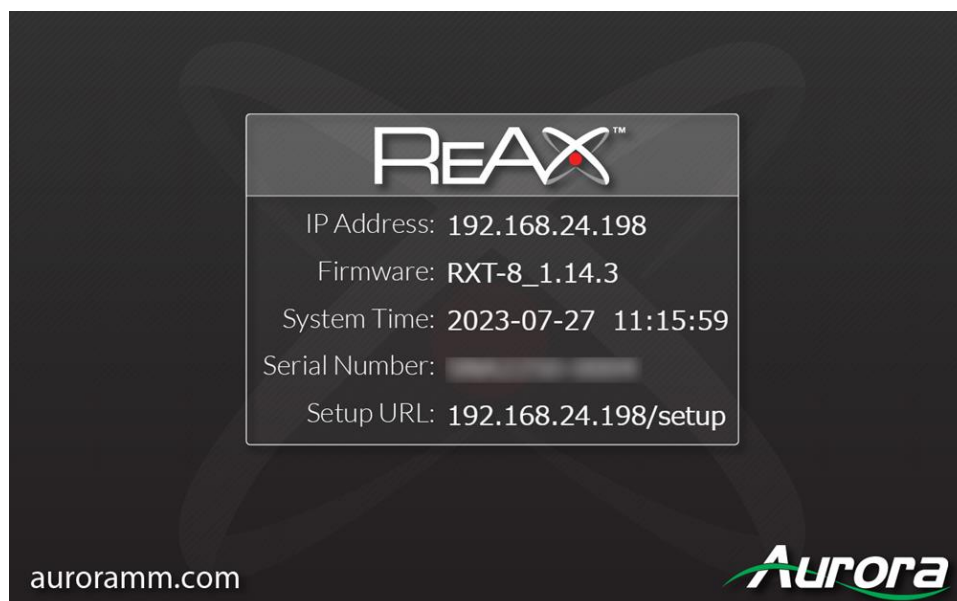 ReAX™
IP Address: 192.168.24.198
Firmware: RXT-8_1.14.3
System Time: 2023-07-27 11:15:59
Serial Number:
Setup URL: 192.168.24.198/setup
auroramm.com
Aurora